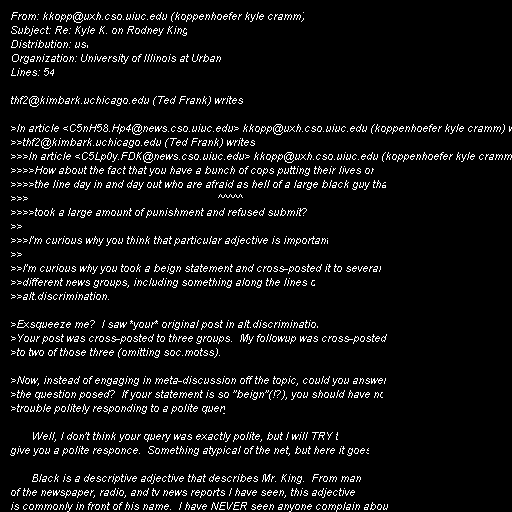 From: kkopp@uxh.cso.uiuc.edu (koppenhoefer kyle cramm)
Subject: Re: Kyle K. on Rodney King
Distribution: usa
Organization: University of Illinois at Urban
Lines: 54

thf2@kimbark.uchicago.edu (Ted Frank) writes

>In article <C5nH58.Hp4@news.cso.uiuc.edu> kkopp@uxh.cso.uiuc.edu (koppenhoefer kyle cramm) w
>>thf2@kimbark.uchicago.edu (Ted Frank) writes
>>>In article <C5Lp0y.FDK@news.cso.uiuc.edu> kkopp@uxh.cso.uiuc.edu (koppenhoefer kyle cramm
>>>>How about the fact that you have a bunch of cops putting their lives on
>>>>the line day in and day out who are afraid as hell of a large black guy tha
>>> ^^^^^
>>>>took a large amount of punishment and refused submit?
>>
>>>I'm curious why you think that particular adjective is important
>>
>>I'm curious why you took a beign statement and cross-posted it to several
>>different news groups, including something along the lines o
>>alt.discrimination.

>Exsqueeze me? I saw *your* original post in alt.discrimination.
>Your post was cross-posted to three groups. My followup was cross-posted
>to two of those three (omitting soc.motss).

>Now, instead of engaging in meta-discussion off the topic, could you answer
>the question posed? If your statement is so "beign"(!?), you should have no
>trouble politely responding to a polite query

Well, I don't think your query was exactly polite, but I will TRY t
give you a polite responce. Something atypical of the net, but here it goes

Black is a descriptive adjective that describes Mr. King. From man
of the newspaper, radio, and tv news reports I have seen, this adjective
is commonly in front of his name. I have NEVER seen anyone complain abou